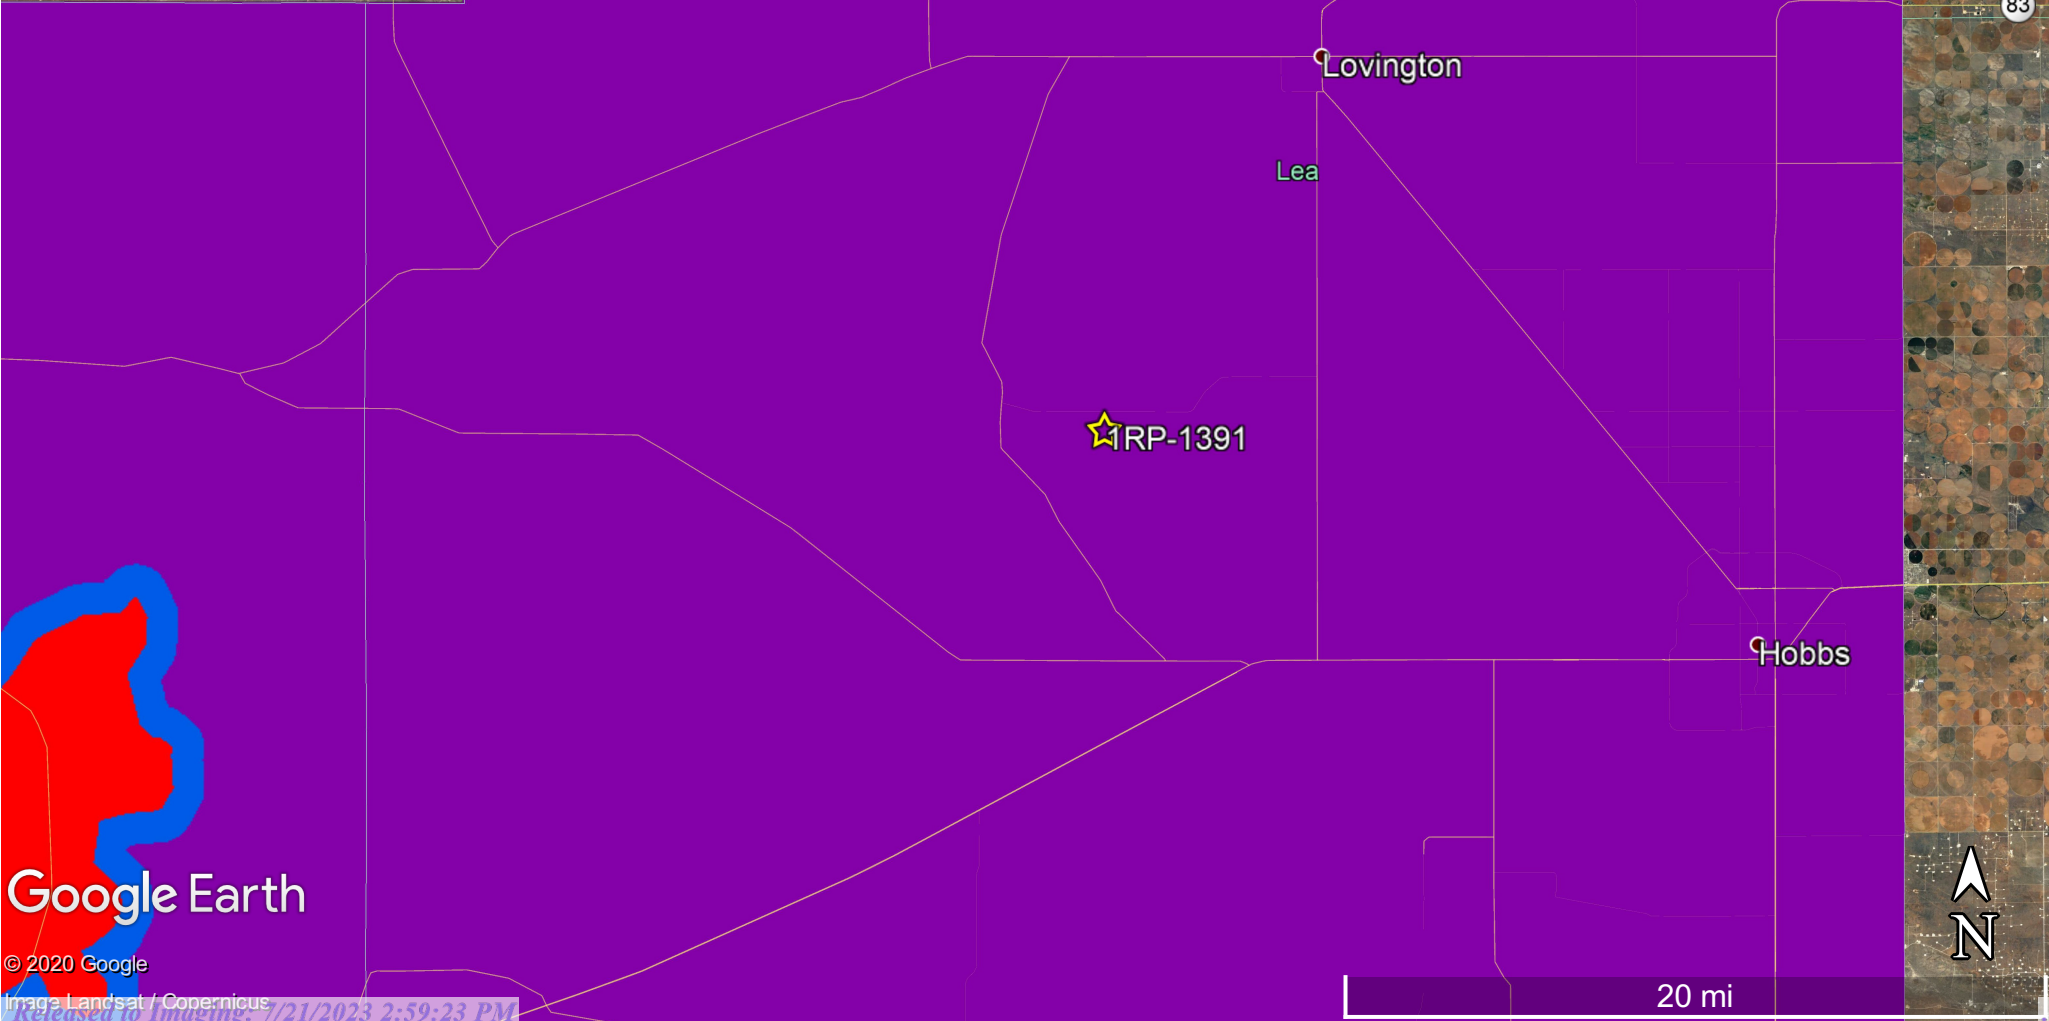 83
Lovington
Lea
1RP-1391
Hobbs
Google Earth
N
© 2020 Google
20 mi
Image Landsat / Copernicus
Released to Imaging: 7/21/2023 2:59:23 PM